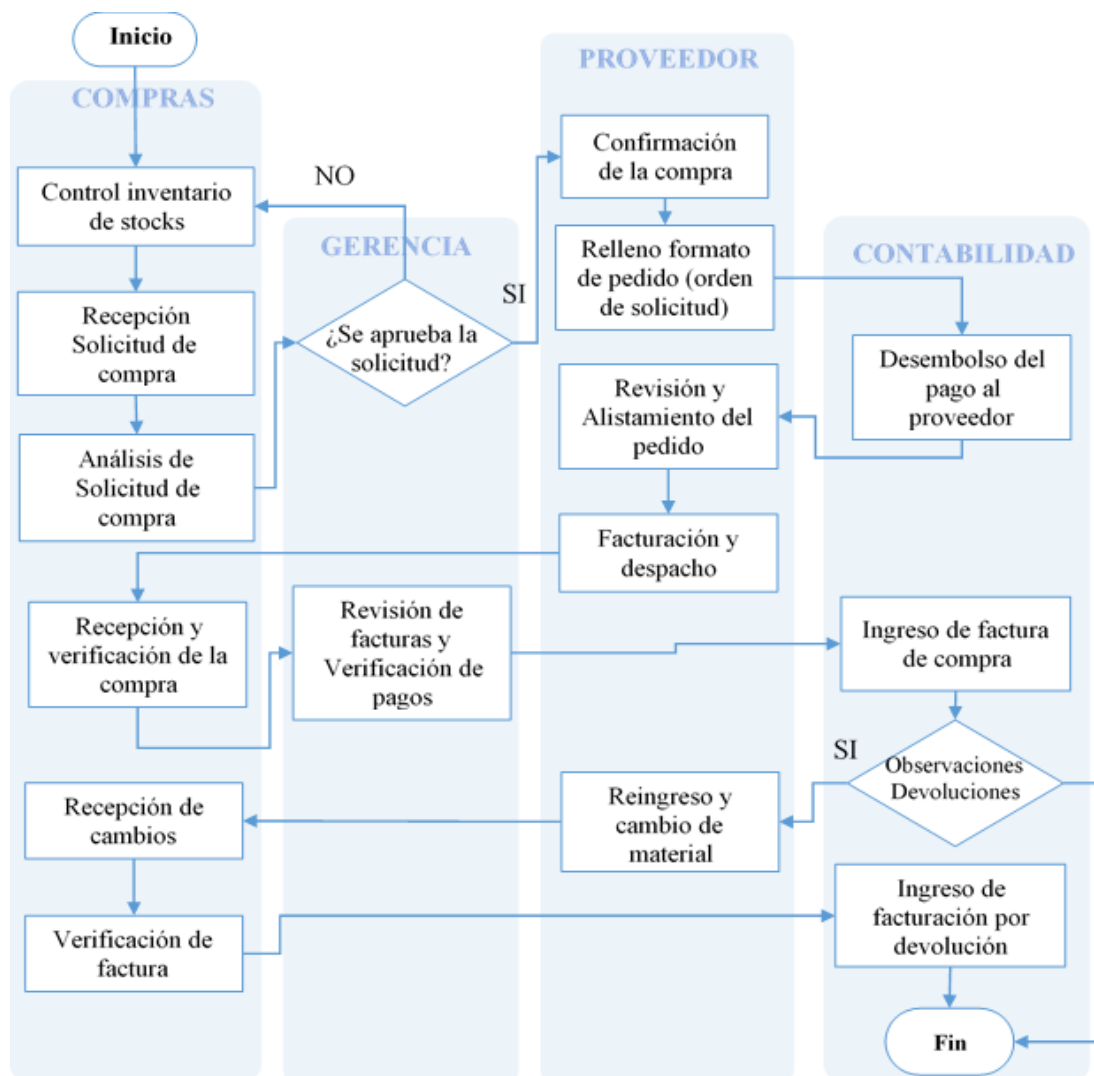 Inicio
COMPRAS
Control inventario
de stocks
Recepción
Solicitud de
compra
Análisis de
Solicitud de
compra
NO
GERENCIA
¿Se aprueba la
solicitud?
SI
PROVEEDOR
Confirmación
de la compra
Relleno formato
de pedido (orden
de solicitud)
CONTABILIDAD
Desembolso del
pago al
proveedor
Revisión y
Alistamiento del
pedido
Facturación y
despacho
Recepción y
verificación de la
compra
Revisión de
facturas y
Verificación de
pagos
Ingreso de factura
de compra
Observaciones
Devoluciones
SI
Reingreso y
cambio de
material
Recepción de
cambios
Verificación de
factura
Ingreso de
facturación por
devolución
Fin